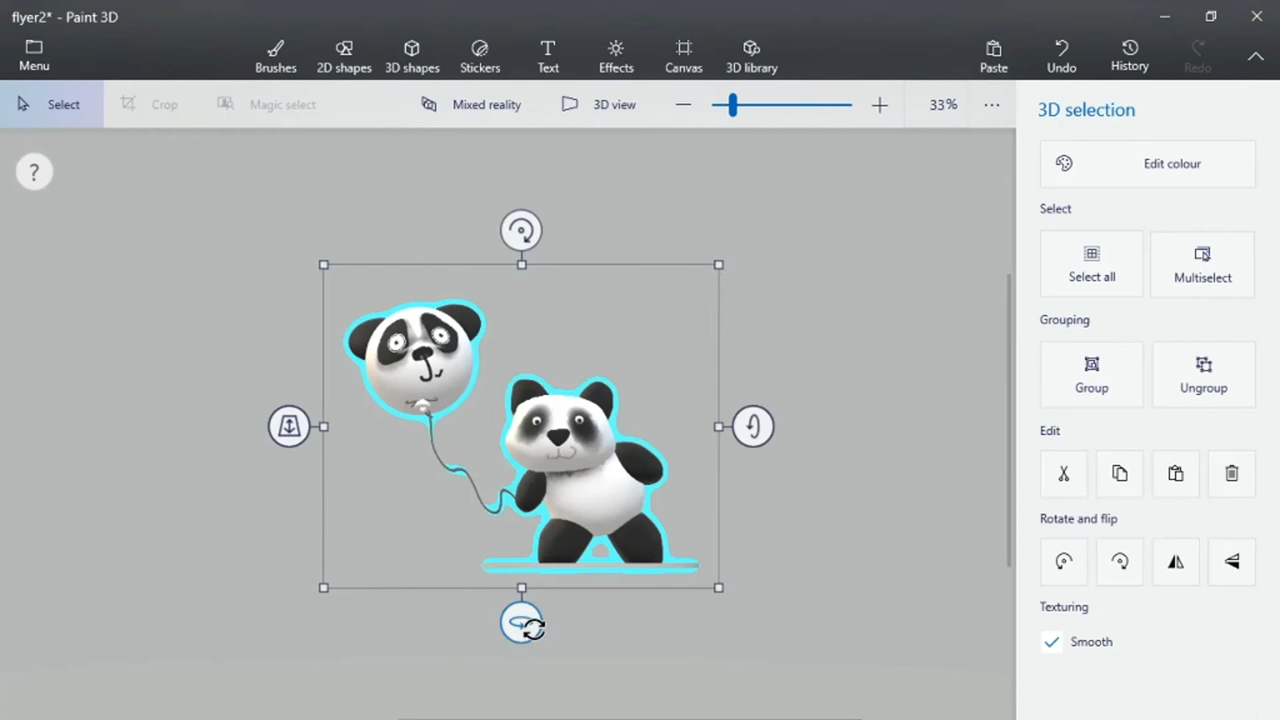 flyer2* - Paint 3D
Menu
Brushes
2D shapes
3D shapes
Stickers
Text
Effects
Canvas
3D library
Paste
Undo
History
Redo
Select
Crop
Magic select
Mixed reality
3D view
33%
?
3D selection
Edit colour
Select
Select all
Multiselect
Grouping
Group
Ungroup
Edit
Rotate and flip
Texturing
Smooth